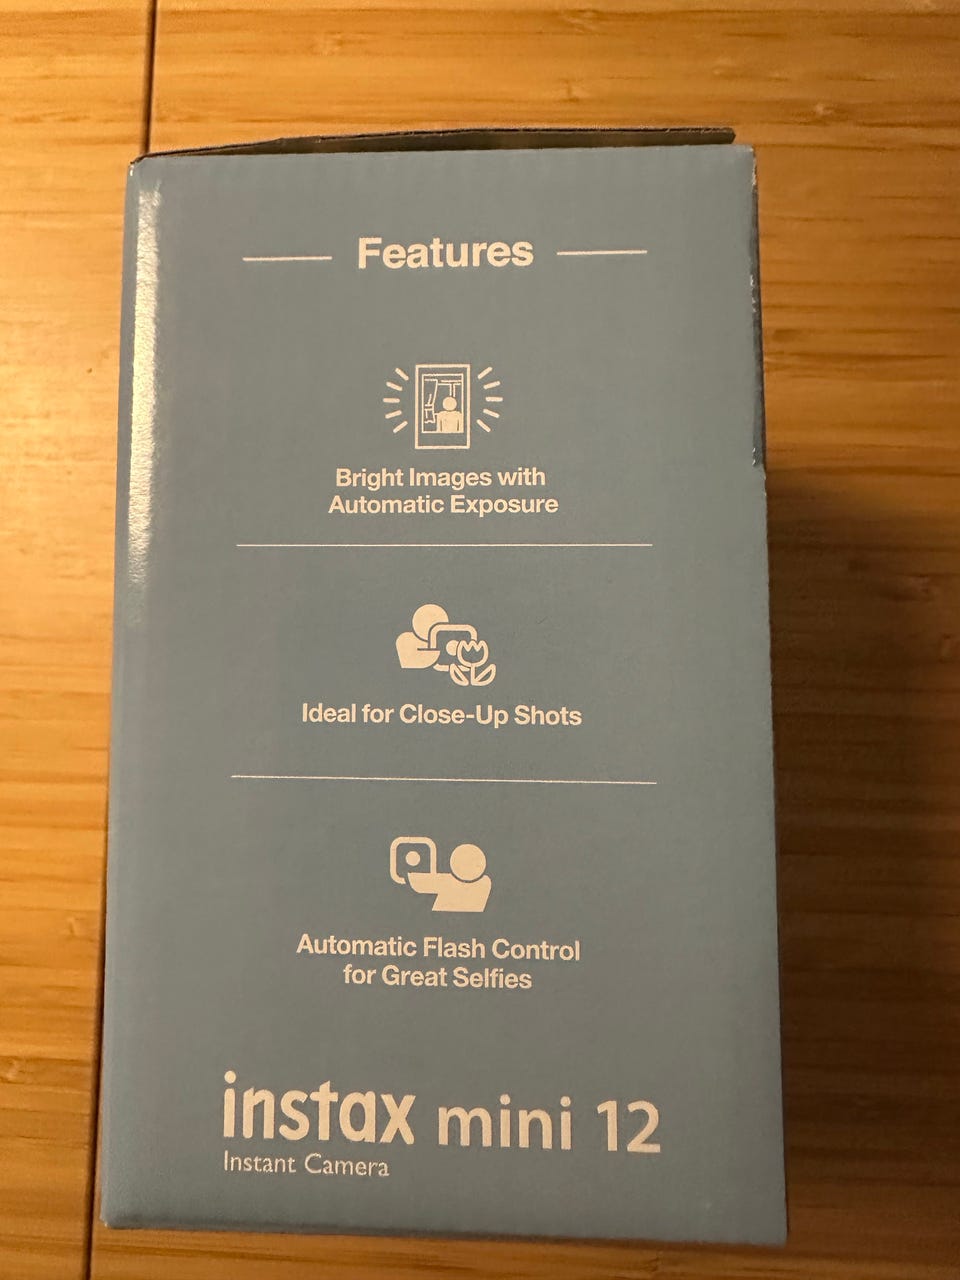 Features
Bright Images with
Automatic Exposure
Ideal for Close-Up Shots
Automatic Flash Control
for Great Selfies
instax mini 12
Instant Camera